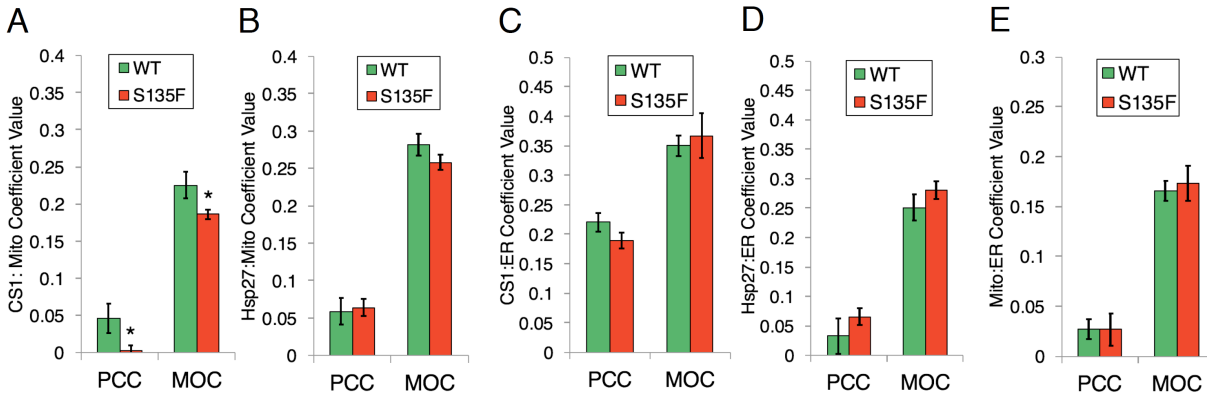 A
CS1: Mito Coefficient Value
0.4
0.35
0.3
0.25
0.2
0.15
0.1
0.05
0
WT
S135F
*
*
PCC MOC
B
Hsp27:Mito Coefficient Value
0.4
0.35
0.3
0.25
0.2
0.15
0.1
0.05
0
WT
S135F
PCC MOC
C
CS1:ER Coefficient Value
0.5
0.45
0.4
0.35
0.3
0.25
0.2
0.15
0.1
0.05
0
WT
S135F
PCC MOC
D
Hsp27:ER Coefficient Value
0.5
0.45
0.4
0.35
0.3
0.25
0.2
0.15
0.1
0.05
0
WT
S135F
PCC MOC
E
Mito:ER Coefficient Value
0.3
0.25
0.2
0.15
0.1
0.05
0
WT
S135F
PCC MOC